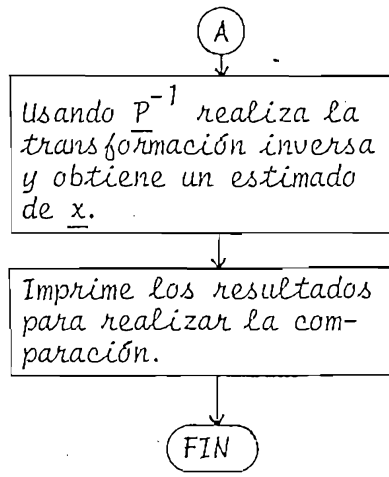 A
Usando P⁻¹ realiza la
transformación inversa
y obtiene un estimado
de x.
Imprime los resultados
para realizar la com-
paración.
FIN